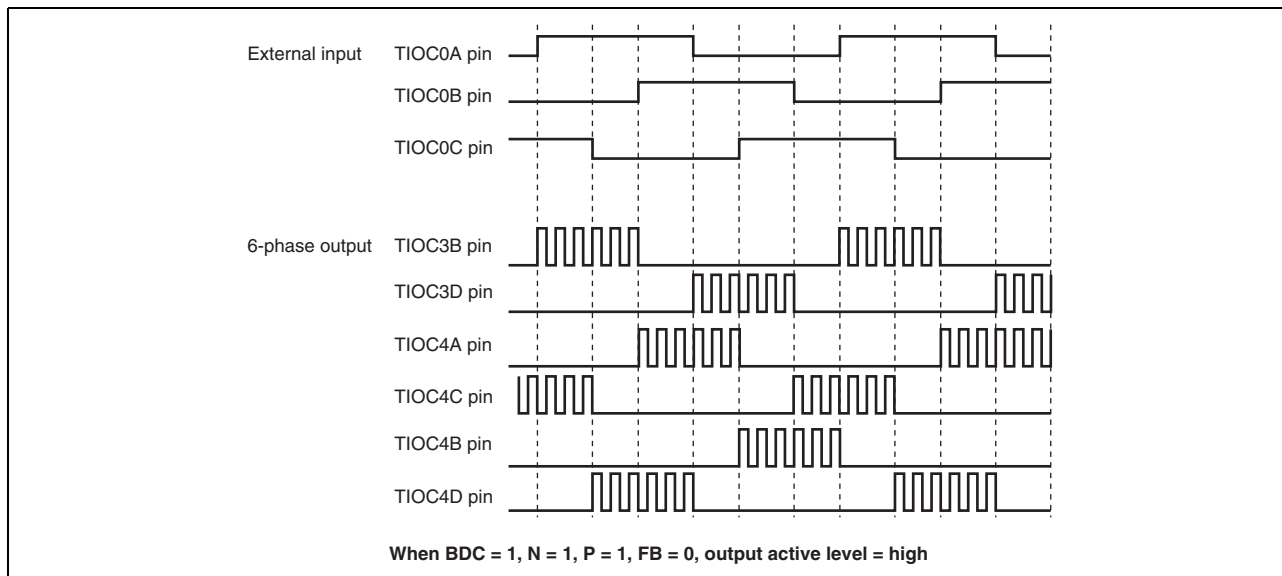 External input TIOC0A pin
TIOC0B pin
TIOC0C pin
6-phase output TIOC3B pin
TIOC3D pin
TIOC4A pin
TIOC4C pin
TIOC4B pin
TIOC4D pin
When BDC = 1, N = 1, P = 1, FB = 0, output active level = high